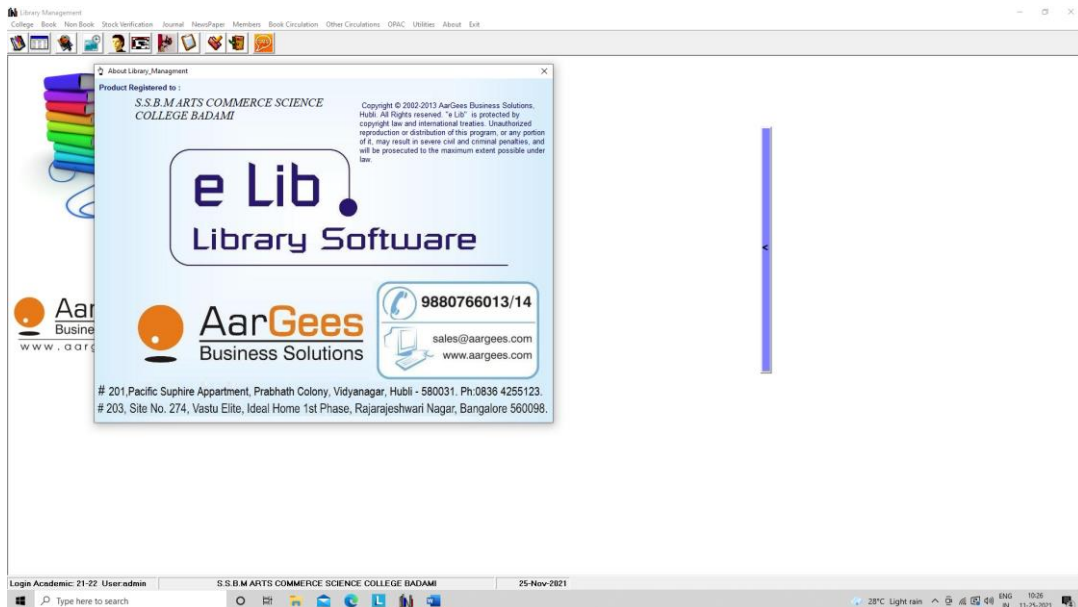 Library Management
College Book Non Book Stock Verification Journal NewsPaper Members Book Circulation Other Circulations OPAC Utilities About Exit
About Library_Managment
Product Registered to :
S.S.B.M ARTS COMMERCE SCIENCE
COLLEGE BADAMI
Copyright © 2002-2013 AarGees Business Solutions,
Hubli. All Rights reserved. "e Lib" is protected by
copyright law and international treaties. Unauthorized
reproduction or distribution of this program, or any portion
of it, may result in severe civil and criminal penalties, and
will be prosecuted to the maximum extent possible under
law.
e Lib
Library Software
Aar
Busine
www.aarg
AarGees
Business Solutions
9880766013/14
sales@aargees.com
www.aargees.com
# 201,Pacific Suphire Appartment, Prabhath Colony, Vidyanagar, Hubli - 580031. Ph:0836 4255123.
# 203, Site No. 274, Vastu Elite, Ideal Home 1st Phase, Rajarajeshwari Nagar, Bangalore 560098.
<
Login Academic: 21-22 User:admin S.S.B.M ARTS COMMERCE SCIENCE COLLEGE BADAMI 25-Nov-2021
Type here to search
L
28°C Light rain
ENG
IN
10:26
11-25-2021